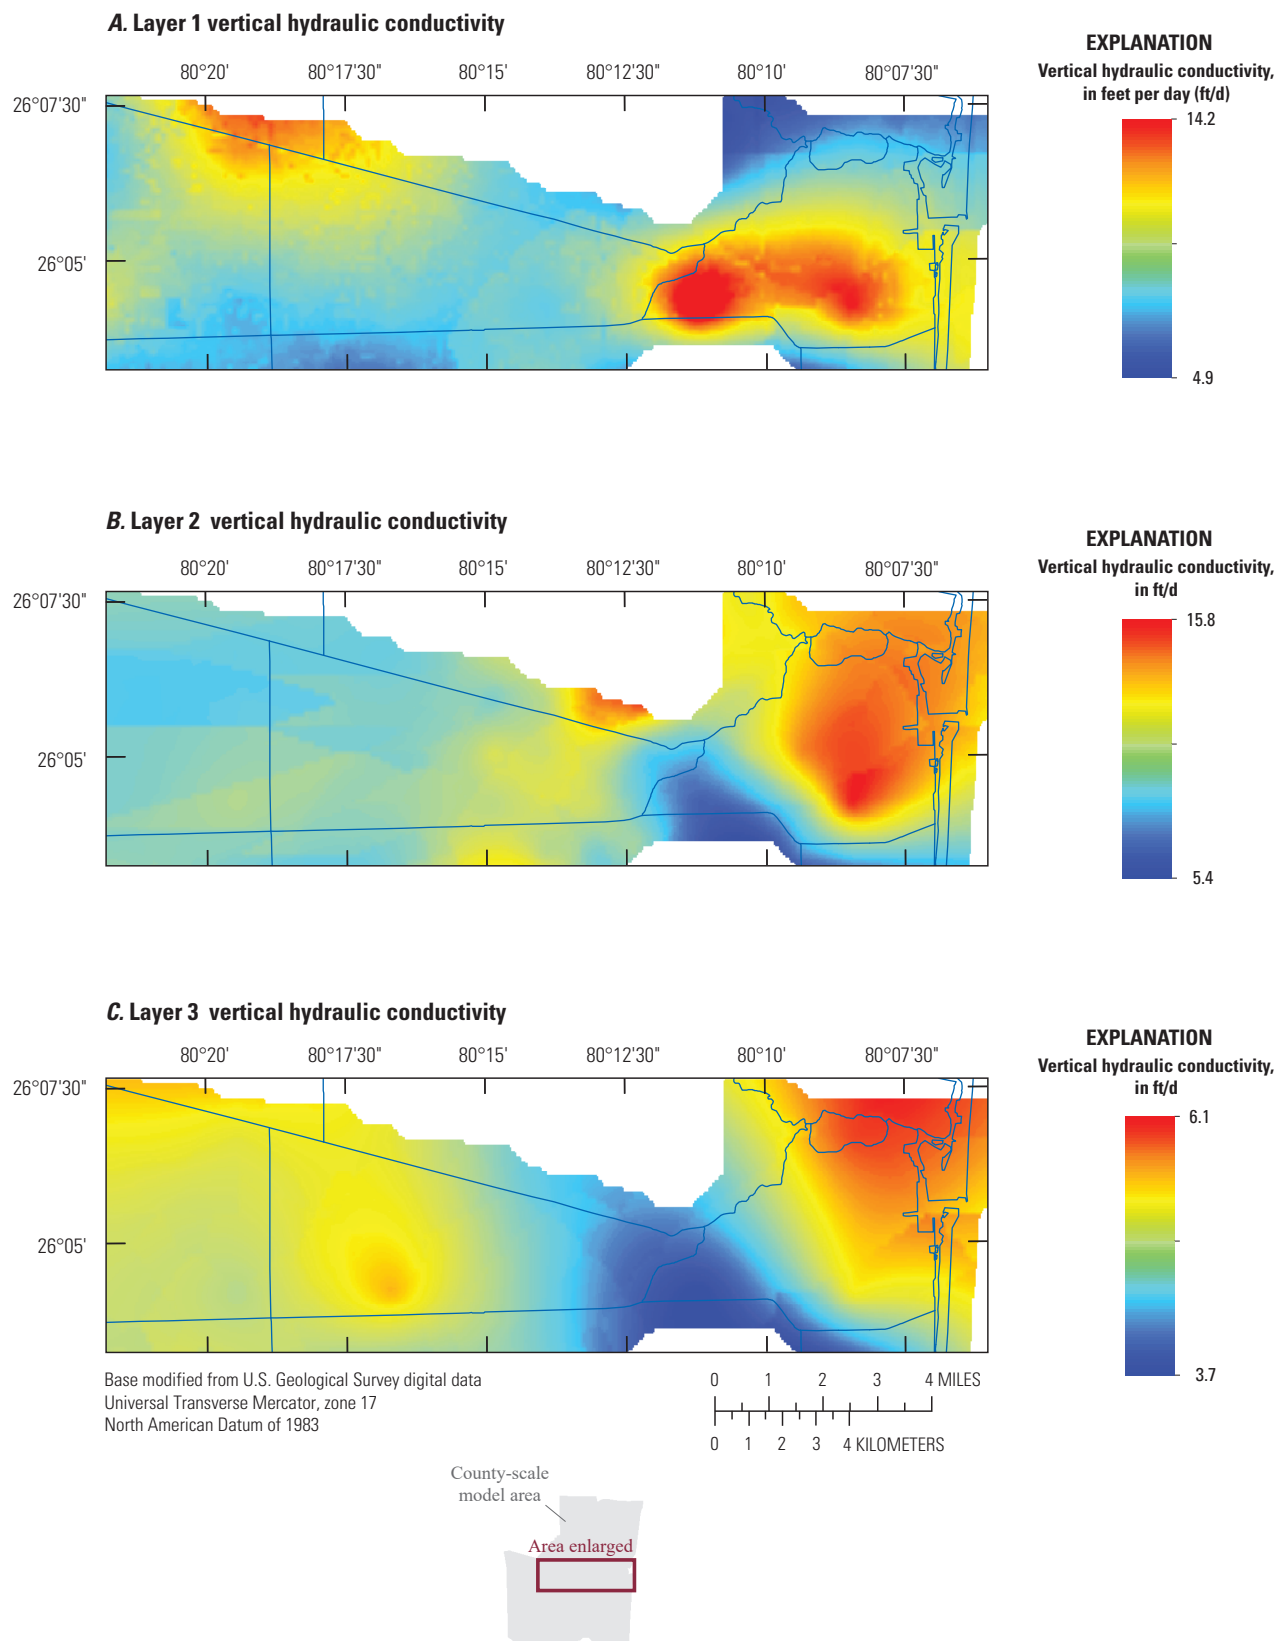 A. Layer 1 vertical hydraulic conductivity
80°20' 80°17'30" 80°15' 80°12'30" 80°10' 80°07'30"
26°07'30"
26°05'
EXPLANATION
Vertical hydraulic conductivity,
in feet per day (ft/d)
14.2
4.9
B. Layer 2 vertical hydraulic conductivity
80°20' 80°17'30" 80°15' 80°12'30" 80°10' 80°07'30"
26°07'30"
26°05'
EXPLANATION
Vertical hydraulic conductivity,
in ft/d
15.8
5.4
C. Layer 3 vertical hydraulic conductivity
80°20' 80°17'30" 80°15' 80°12'30" 80°10' 80°07'30"
26°07'30"
26°05'
EXPLANATION
Vertical hydraulic conductivity,
in ft/d
6.1
3.7
Base modified from U.S. Geological Survey digital data
Universal Transverse Mercator, zone 17
North American Datum of 1983
0 1 2 3 4 MILES
0 1 2 3 4 KILOMETERS
County-scale
model area
Area enlarged